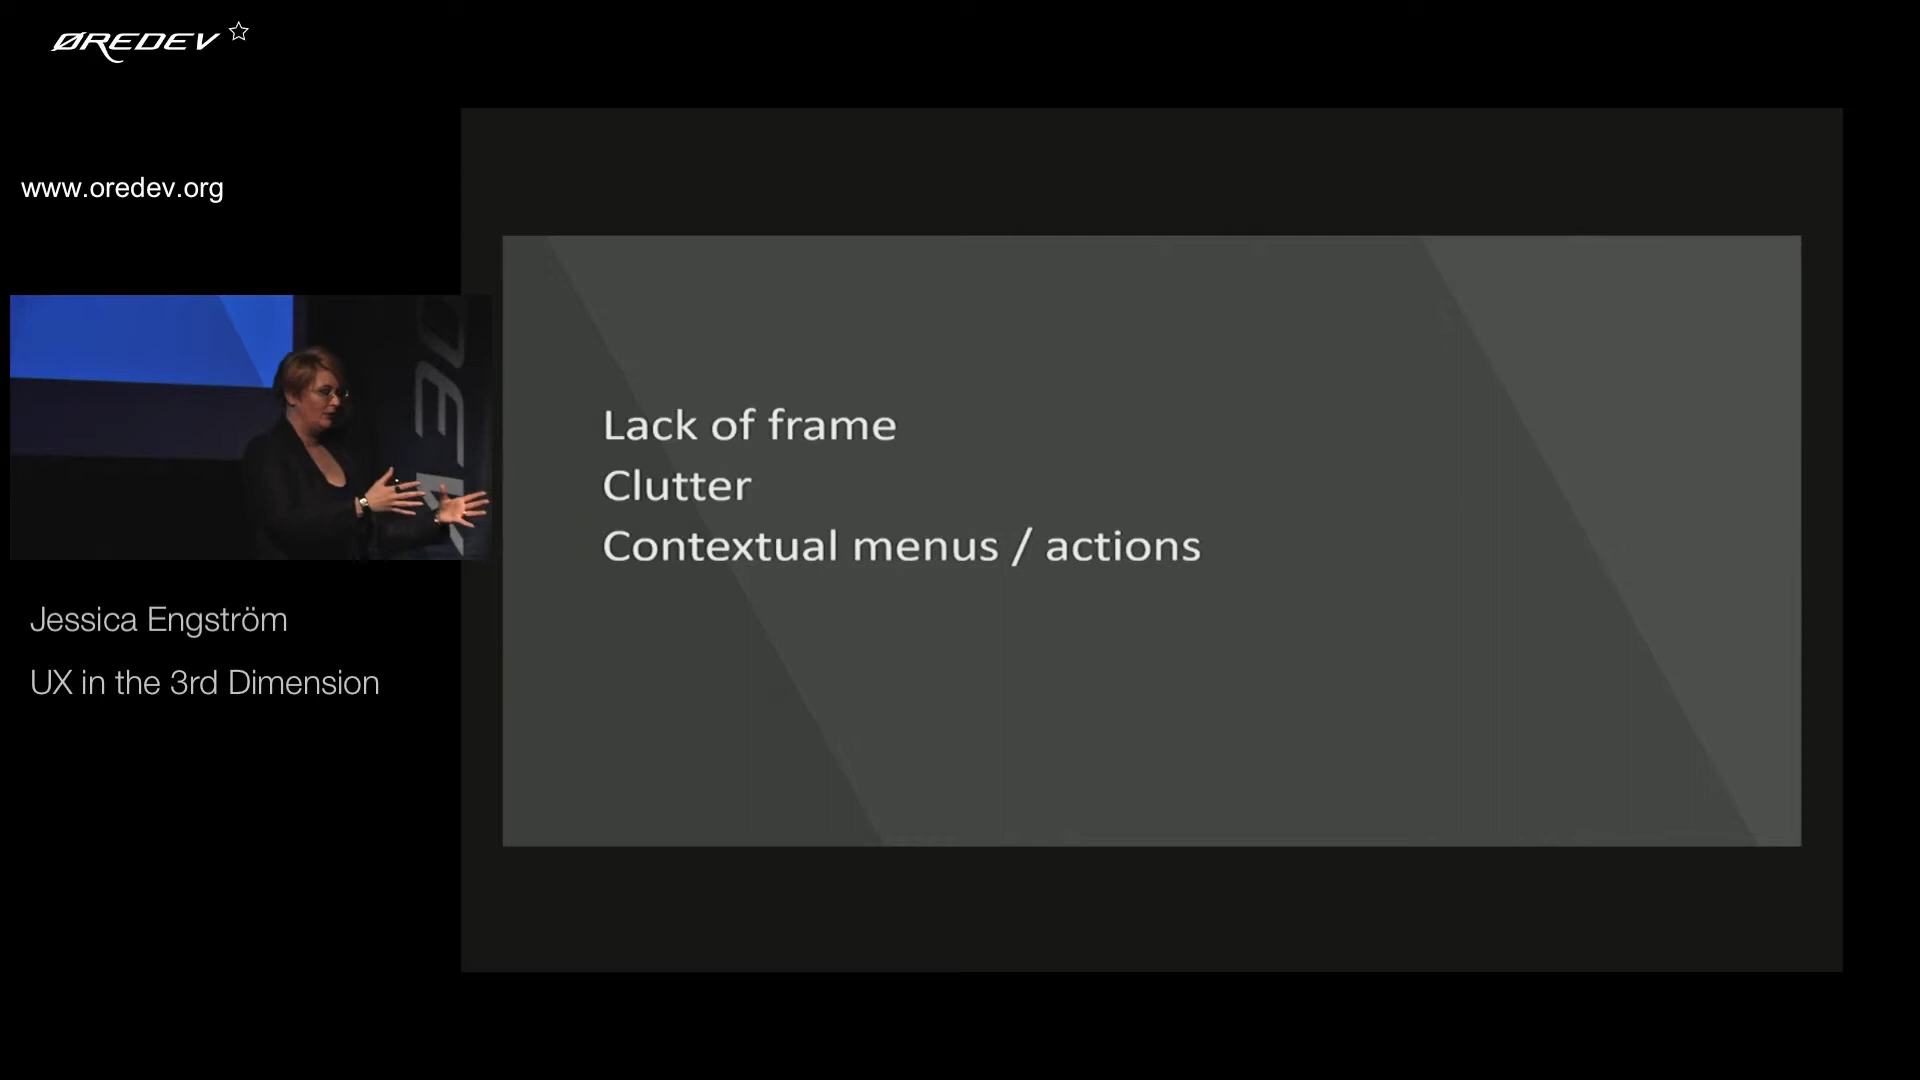 ØREDEV
www.oredev.org
Lack of frame
Clutter
Contextual menus / actions
Jessica Engström
UX in the 3rd Dimension